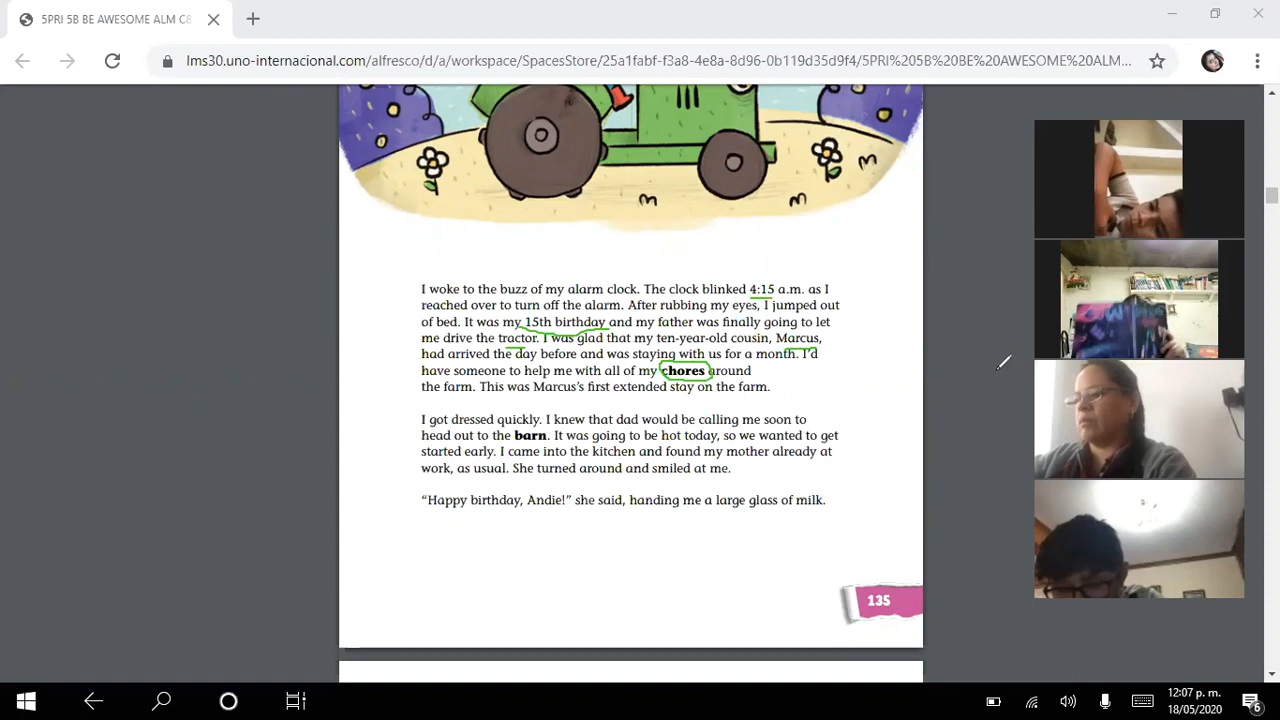 5PRI 5B BE AWESOME ALM C8
lms30.uno-internacional.com/alfresco/d/a/workspace/SpacesStore/25a1fabf-f3a8-4e8a-8d96-0b119d35d9f4/5PRI%205B%20BE%20AWESOME%20ALM...
I woke to the buzz of my alarm clock. The clock blinked 4:15 a.m. as I
reached over to turn off the alarm. After rubbing my eyes, I jumped out
of bed. It was my 15th birthday and my father was finally going to let
me drive the tractor. I was glad that my ten-year-old cousin, Marcus,
had arrived the day before and was staying with us for a month. I'd
have someone to help me with all of my chores around
the farm. This was Marcus's first extended stay on the farm.
I got dressed quickly. I knew that dad would be calling me soon to
head out to the barn. It was going to be hot today, so we wanted to get
started early. I came into the kitchen and found my mother already at
work, as usual. She turned around and smiled at me.
“Happy birthday, Andie!” she said, handing me a large glass of milk.
135
12:07 p. m.
18/05/2020
6